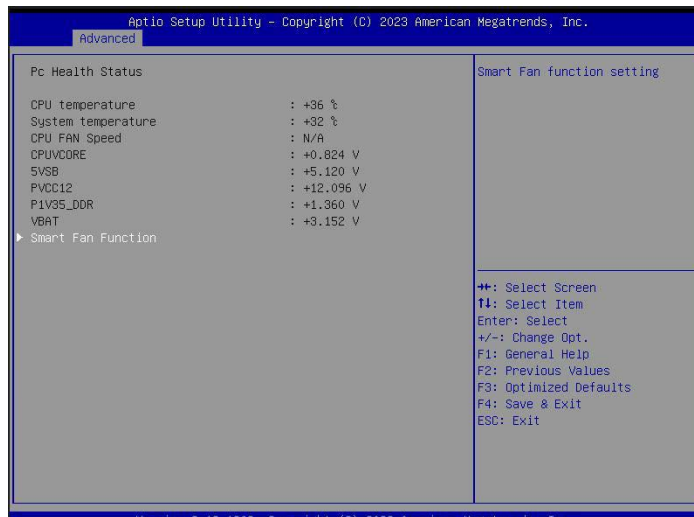 Aptio Setup Utility – Copyright (C) 2023 American Megatrends, Inc.
Advanced
Pc Health Status
CPU temperature : +36 %
System temperature : +32 %
CPU FAN Speed : N/A
CPUVCORE : +0.824 V
5VSB : +5.120 V
PVCC12 : +12.096 V
P1V35_DDR : +1.360 V
VBAT : +3.152 V
Smart Fan Function
Smart Fan function setting
→←: Select Screen
↑↓: Select Item
Enter: Select
+/-: Change Opt.
F1: General Help
F2: Previous Values
F3: Optimized Defaults
F4: Save & Exit
ESC: Exit